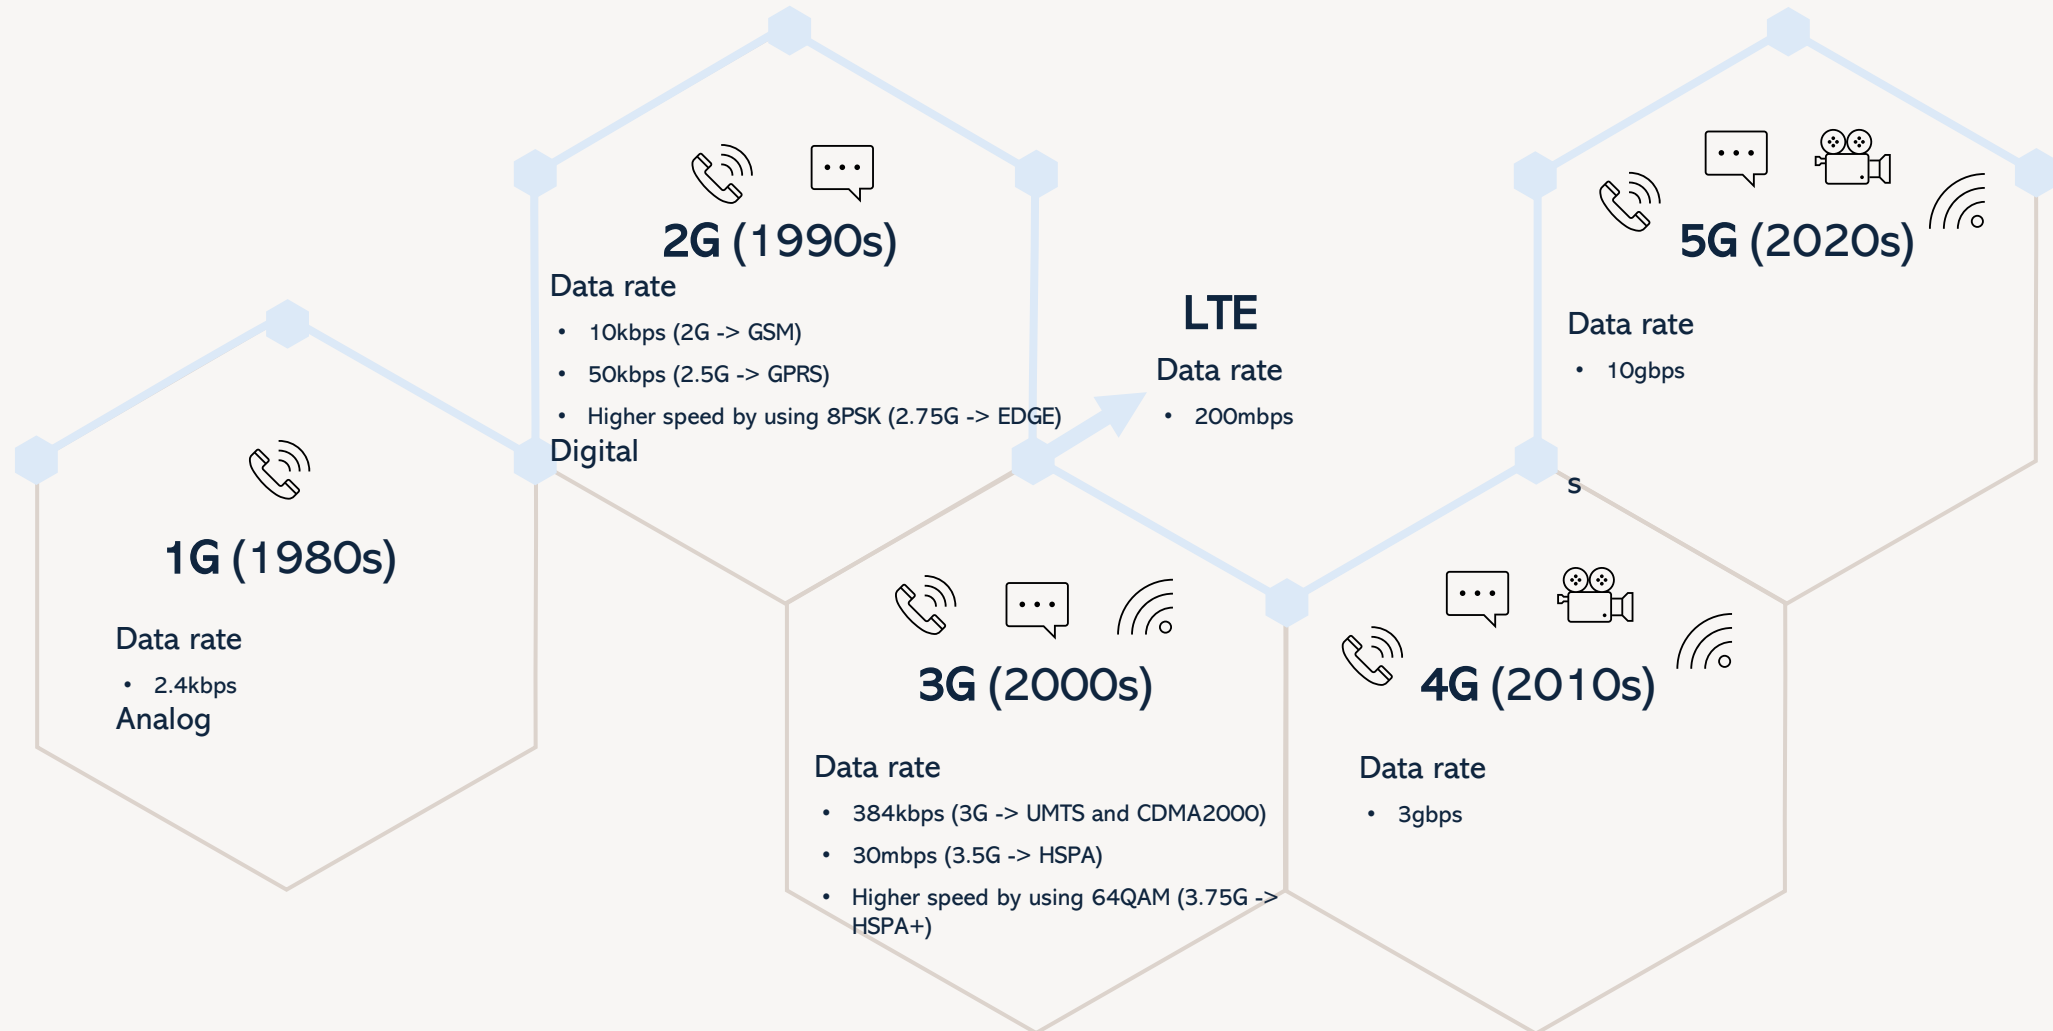 1G (1980s)
Data rate
• 2.4kbps
Analog
2G (1990s)
Data rate
• 10kbps (2G -> GSM)
• 50kbps (2.5G -> GPRS)
• Higher speed by using 8PSK (2.75G -> EDGE)
Digital
LTE
Data rate
• 200mbps
3G (2000s)
Data rate
• 384kbps (3G -> UMTS and CDMA2000)
• 30mbps (3.5G -> HSPA)
• Higher speed by using 64QAM (3.75G ->
HSPA+)
4G (2010s)
Data rate
• 3gbps
5G (2020s)
Data rate
• 10gbps
s